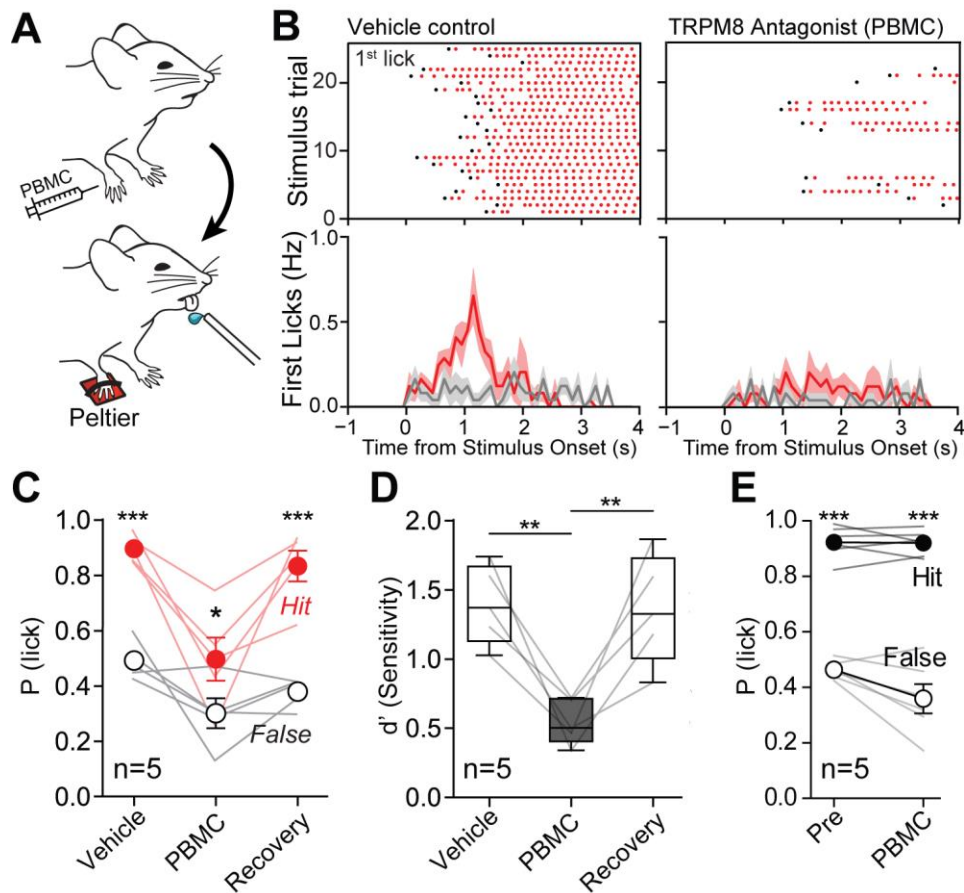 A
PBMC
Peltier
B
Vehicle control
TRPM8 Antagonist (PBMC)
1st lick
Stimulus trial
20
10
0
First Licks (Hz)
1.0
0.5
0.0
−1 0 1 2 3 4
Time from Stimulus Onset (s)
−1 0 1 2 3 4
Time from Stimulus Onset (s)
C
P (lick)
1.0
0.8
0.6
0.4
0.2
0.0
***
*
***
Hit
False
n=5
Vehicle
PBMC
Recovery
D
d' (Sensitivity)
2.0
1.5
1.0
0.5
0.0
**
**
n=5
Vehicle
PBMC
Recovery
E
P (lick)
1.0
0.8
0.6
0.4
0.2
0.0
***
***
Hit
False
n=5
Pre
PBMC